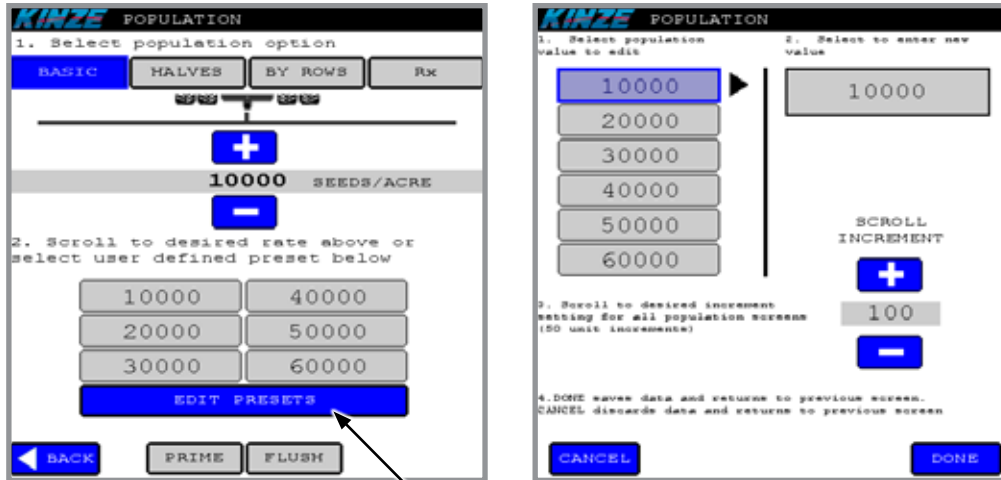 KINZE POPULATION
1. Select population option
BASIC HALVES BY ROWS Rx
+
10000 SEEDS/ACRE
−
2. Scroll to desired rate above or
select user defined preset below
10000 40000
20000 50000
30000 60000
EDIT PRESETS
BACK PRIME FLUSH
KINZE POPULATION
1. Select population
value to edit
2. Select to enter new
value
10000
20000
30000
40000
50000
60000
10000
SCROLL
INCREMENT
+
100
−
3. Scroll to desired increment
setting for all population screens
(50 unit increments)
4.DONE saves data and returns to previous screen.
CANCEL discards data and returns to previous screen
CANCEL DONE